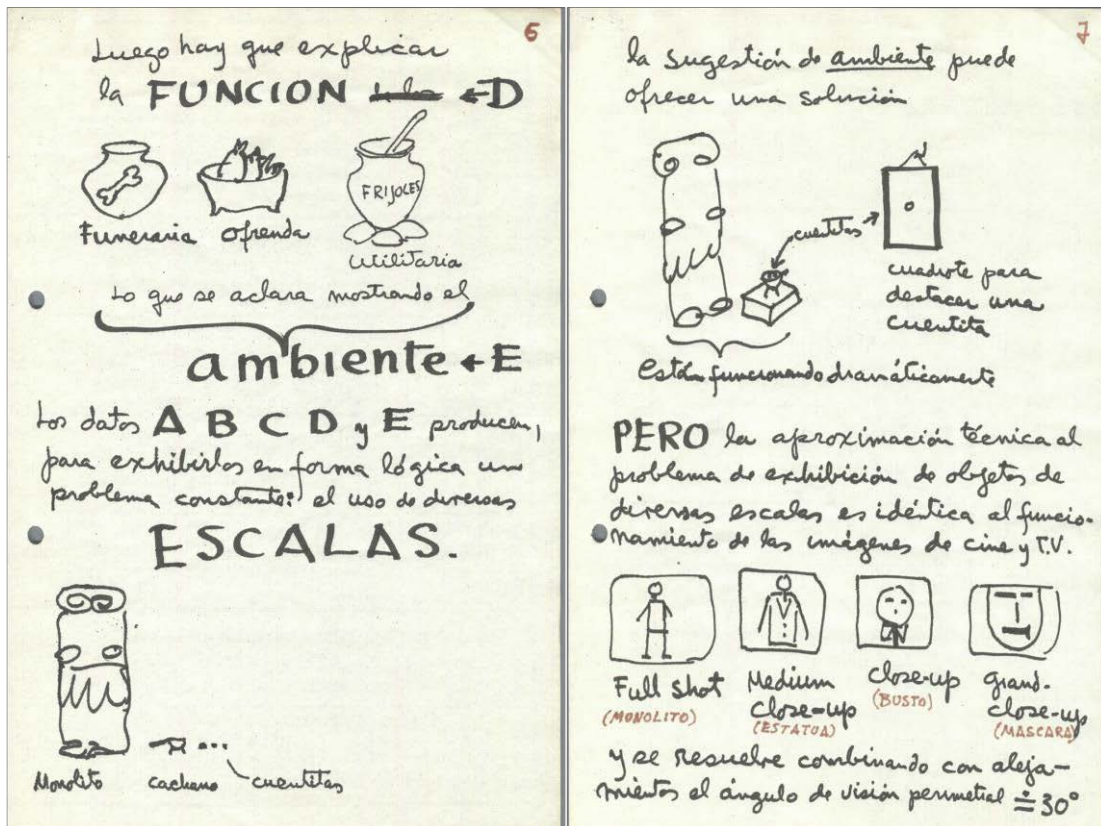 6
Luego hay que explicar
la FUNCION ← D
FRIJOLES
Funeraria ofrenda
utilitaria
Lo que se aclara mostrando el
ambiente ← E
Los datos A B C D y E producen,
para exhibirlos en forma lógica un
problema constante: el uso de diversas
ESCALAS.
Monolito cacharro cuentitas
7
la sugestión de ambiente puede
ofrecer una solución
cuentitas
cuadrote para
destacar una
cuentita
Están funcionando dramáticamente
PERO la aproximación técnica al
problema de exhibición de objetos de
diversas escalas es idéntica al funcio-
namiento de las imágenes de cine y T.V.
Full Shot Medium Close-up grand-
close-up close-up
(MONOLITO) (ESTATUA) (BUSTO) (MASCARA)
y se resuelve combinando con aleja-
mientos el ángulo de visión perimetral ≐ 30°